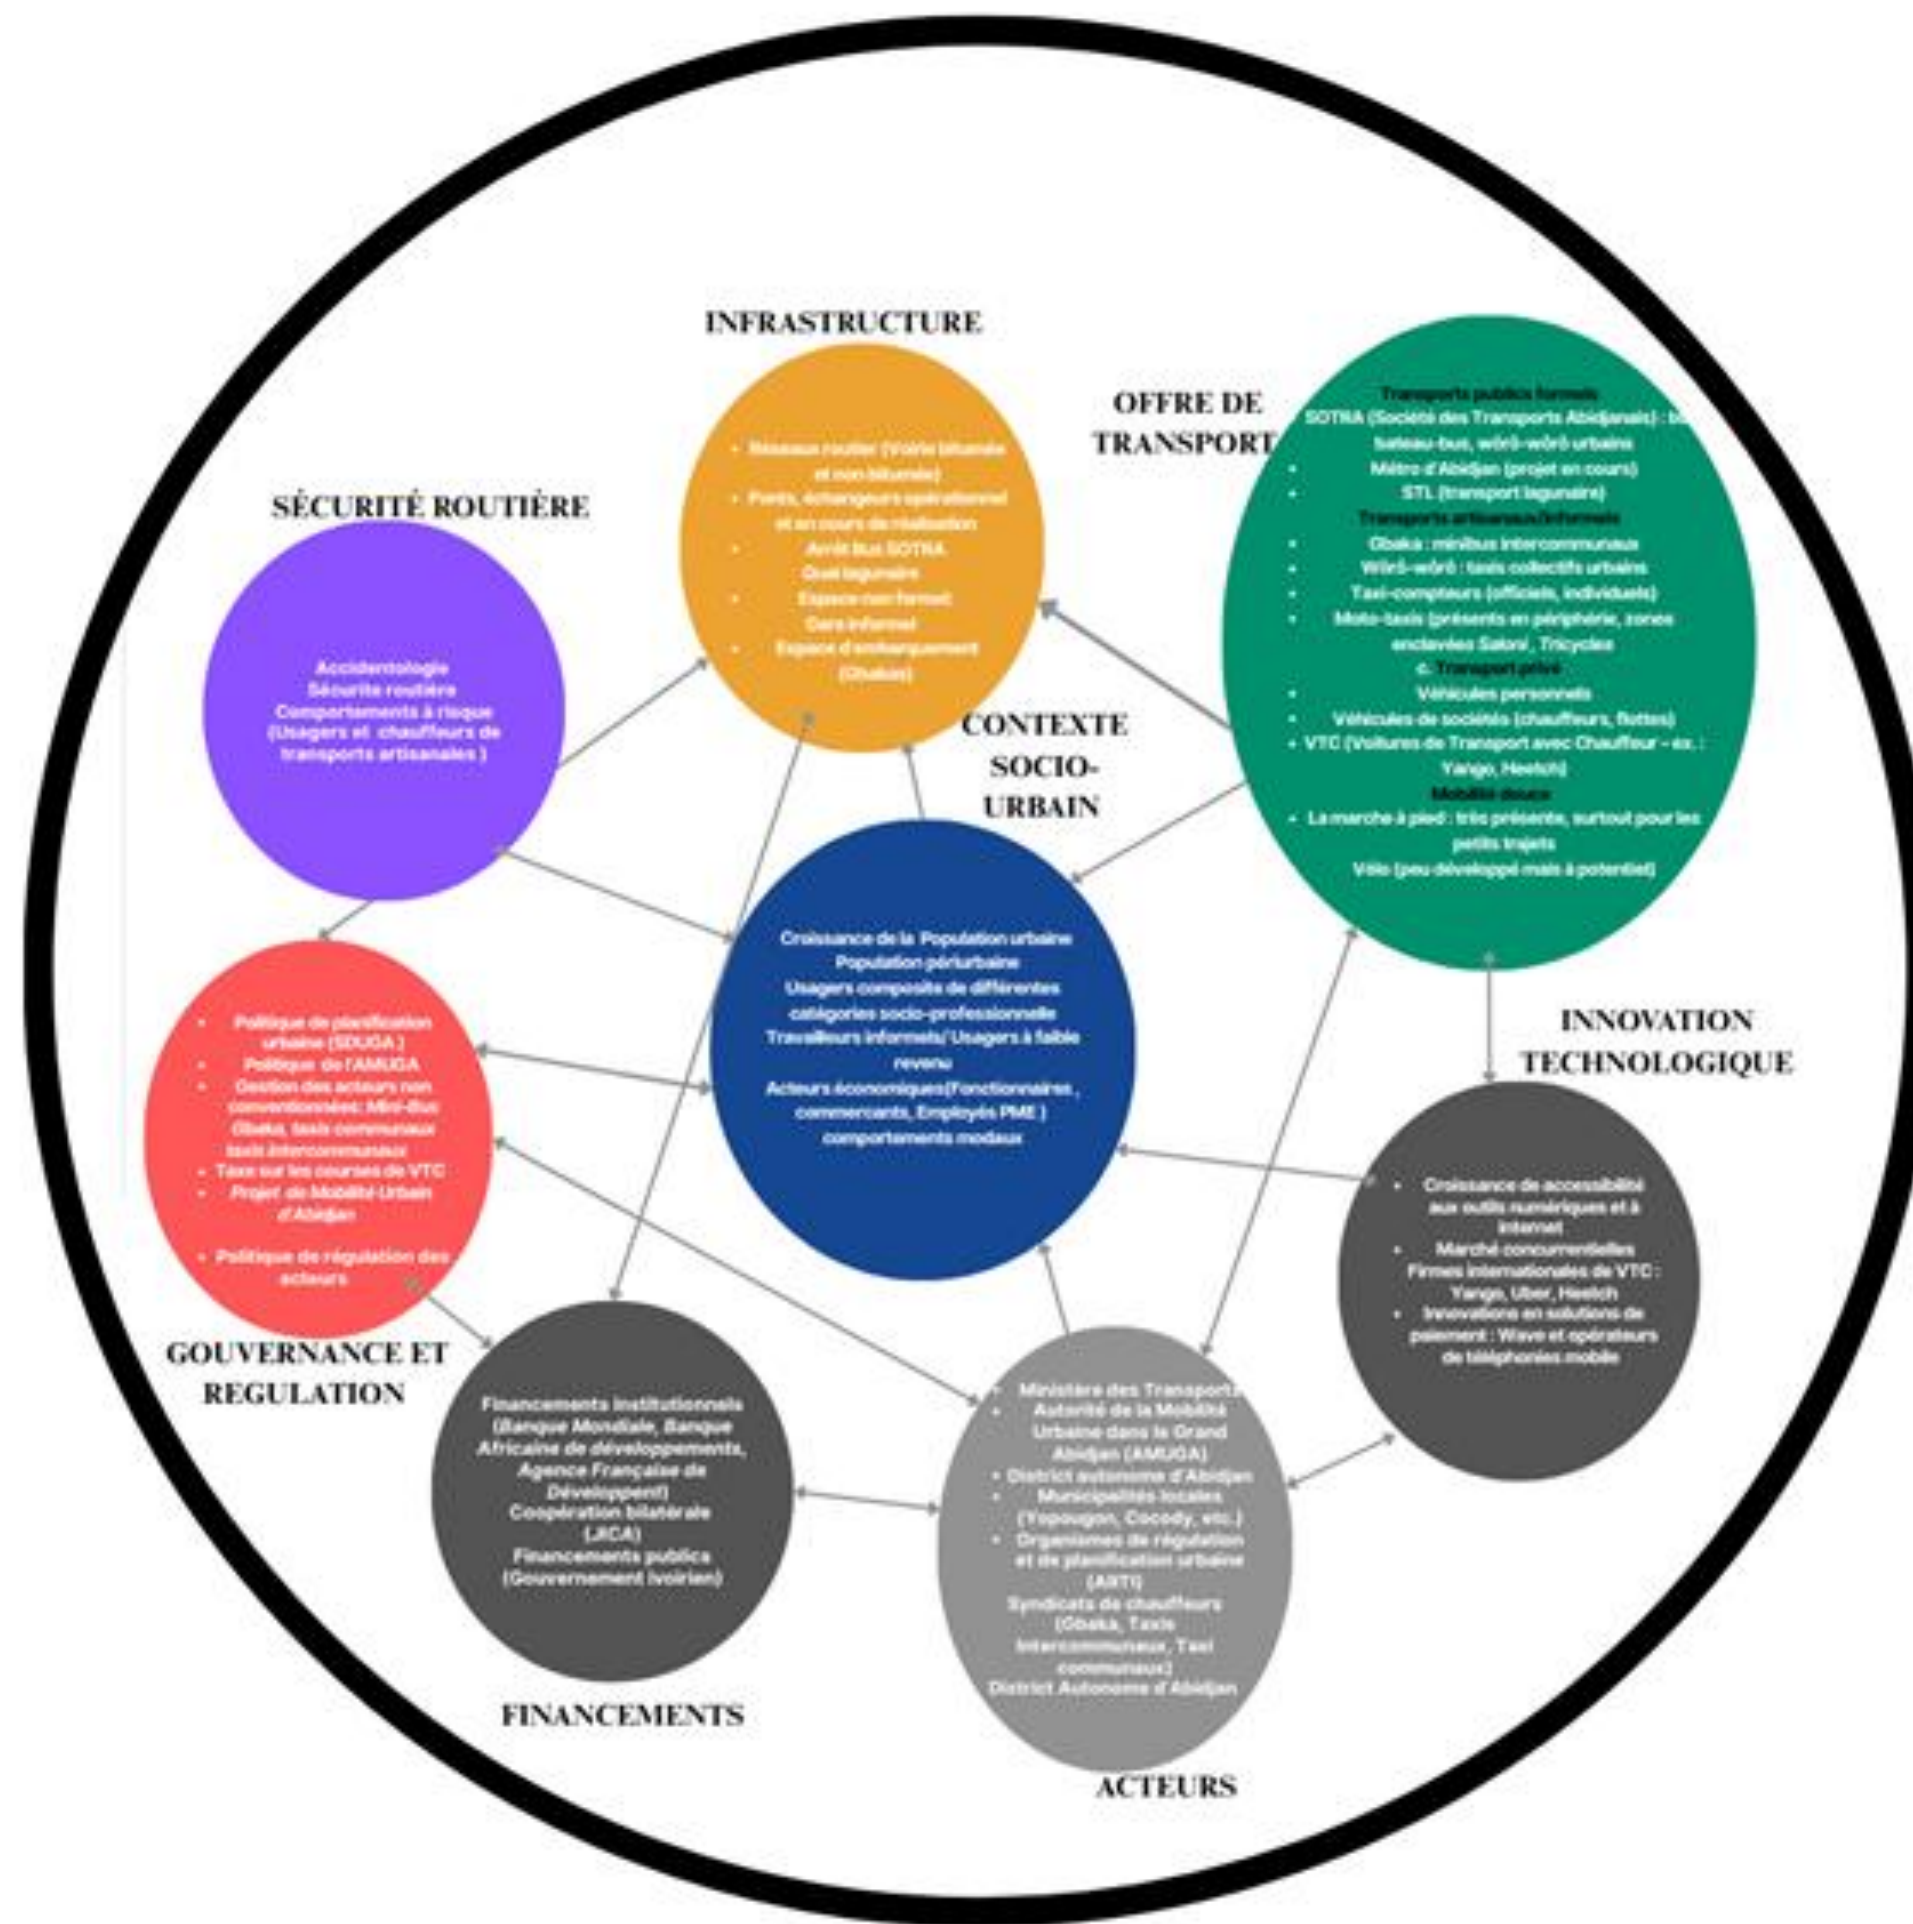 INFRASTRUCTURE
• Réseaux routier (Voirie bitumée
et non bitumée)
• Ponts, échangeurs opérationnel
et en cours de réalisation
• Arrêt Bus SOTRA
Quai lagunaire
• Espace non formel
Gare informel
• Espace d'embarquement
(Gbakas)
OFFRE DE
TRANSPORT
Transports publics formels
SOTRA (Société des Transports Abidjanais) :
bateau-bus, wôrô-wôrô urbains
• Métro d'Abidjan (projet en cours)
• STL (transport lagunaire)
Transports artisanaux/informels
• Gbaka : minibus intercommunaux
• Wôrô-wôrô : taxis collectifs urbains
• Taxi-compteurs (officiels, individuels)
• Moto-taxis (présents en périphérie, zones
enclavées Saloni, Tricycles
c. Transport privé
• Véhicules personnels
• Véhicules de sociétés (chauffeurs, flottes)
• VTC (Voitures de Transport avec Chauffeur – ex. :
Yango, Heetch)
Mobilité douce
• La marche à pied : très présente, surtout pour les
petits trajets
Vélo (peu développé mais à potentiel)
SÉCURITÉ ROUTIÈRE
Accidentologie
Sécurite routière
Comportements à risque
(Usagers et chauffeurs de
transports artisanales )
CONTEXTE
SOCIO-
URBAIN
Croissance de la Population urbaine
Population périurbaine
Usagers composite de différentes
catégories socio-professionnelle
Travailleurs informels/ Usagers à faible
revenu
Acteurs économiques(Fonctionnaires ,
commercants, Employés PME )
comportements modaux
• Politique de planification
urbaine (SDUGA )
• Politique de l'AMUGA
• Gestion des acteurs non
conventionnées: Mini-Bus
Gbaka, taxis communaux
taxis intercommunaux
• Taxe sur les courses de VTC
• Projet de Mobilité Urbain
d'Abidjan
• Politique de régulation des
acteurs
GOUVERNANCE ET
REGULATION
INNOVATION
TECHNOLOGIQUE
• Croissance de accessibilité
aux outils numériques et à
internet
• Marché concurrentielles
Firmes internationales de VTC :
Yango, Uber, Heetch
• Innovations en solutions de
paiement : Wave et opérateurs
de téléphonies mobile
Financements institutionnels
(Banque Mondiale, Banque
Africaine de développements,
Agence Française de
Développent)
Coopération bilatérale
(JICA)
Financements publics
(Gouvernement Ivoirien)
FINANCEMENTS
• Ministère des Transports
• Autorité de la Mobilité
Urbaine dans le Grand
Abidjan (AMUGA)
• District autonome d'Abidjan
• Municipalités locales
(Yopougon, Cocody, etc.)
• Organismes de régulation
et de planification urbaine
(ARTI)
Syndicats de chauffeurs
(Gbaka, Taxis
Intercommunaux, Taxi
communaux)
District Autonome d'Abidjan
ACTEURS